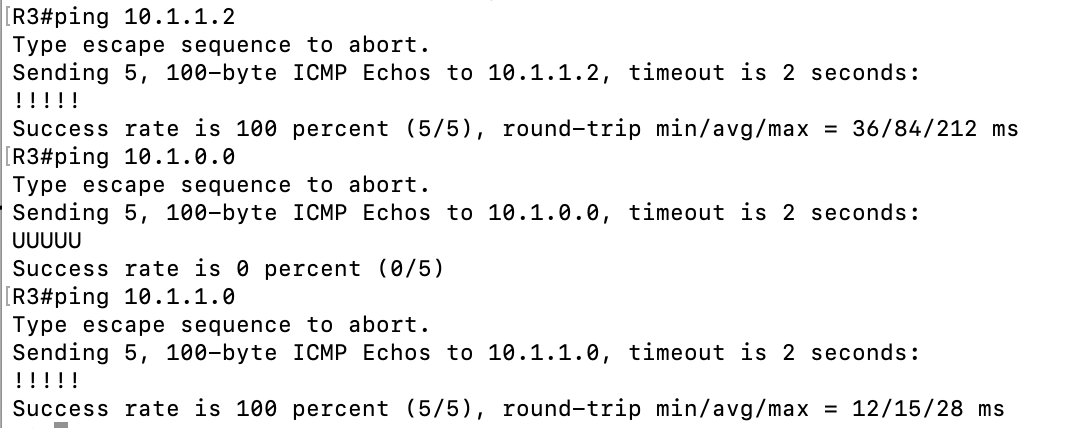 [R3#ping 10.1.1.2
Type escape sequence to abort.
Sending 5, 100-byte ICMP Echos to 10.1.1.2, timeout is 2 seconds:
!!!!!
Success rate is 100 percent (5/5), round-trip min/avg/max = 36/84/212 ms
[R3#ping 10.1.0.0
Type escape sequence to abort.
Sending 5, 100-byte ICMP Echos to 10.1.0.0, timeout is 2 seconds:
UUUUU
Success rate is 0 percent (0/5)
[R3#ping 10.1.1.0
Type escape sequence to abort.
Sending 5, 100-byte ICMP Echos to 10.1.1.0, timeout is 2 seconds:
!!!!!
Success rate is 100 percent (5/5), round-trip min/avg/max = 12/15/28 ms